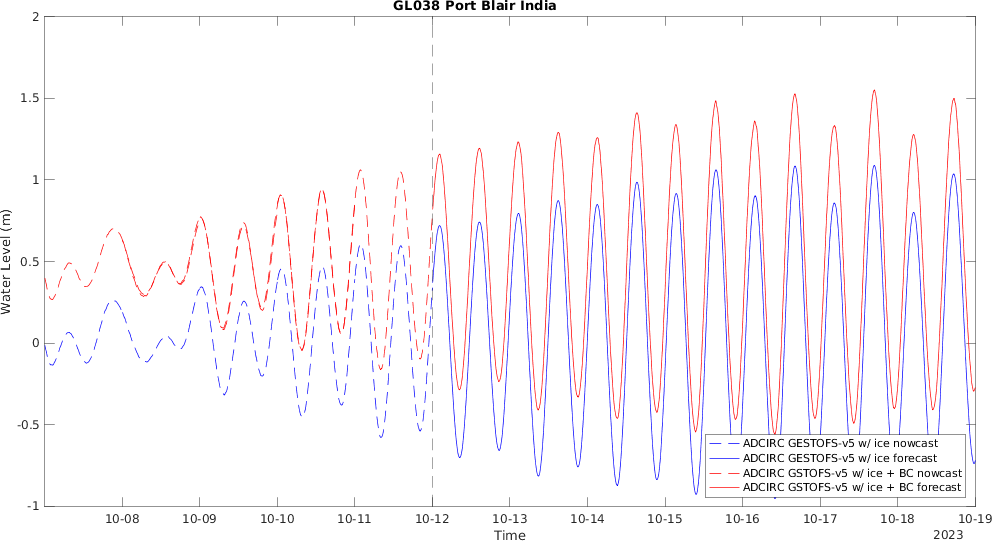 GL038 Port Blair India
2
1.5
1
0.5
0
-0.5
-1
Water Level (m)
ADCIRC GESTOFS-v5 w/ ice nowcast
ADCIRC GESTOFS-v5 w/ ice forecast
ADCIRC GSTOFS-v5 w/ ice + BC nowcast
ADCIRC GSTOFS-v5 w/ ice + BC forecast
10-08 10-09 10-10 10-11 10-12 10-13 10-14 10-15 10-16 10-17 10-18 10-19
Time
2023